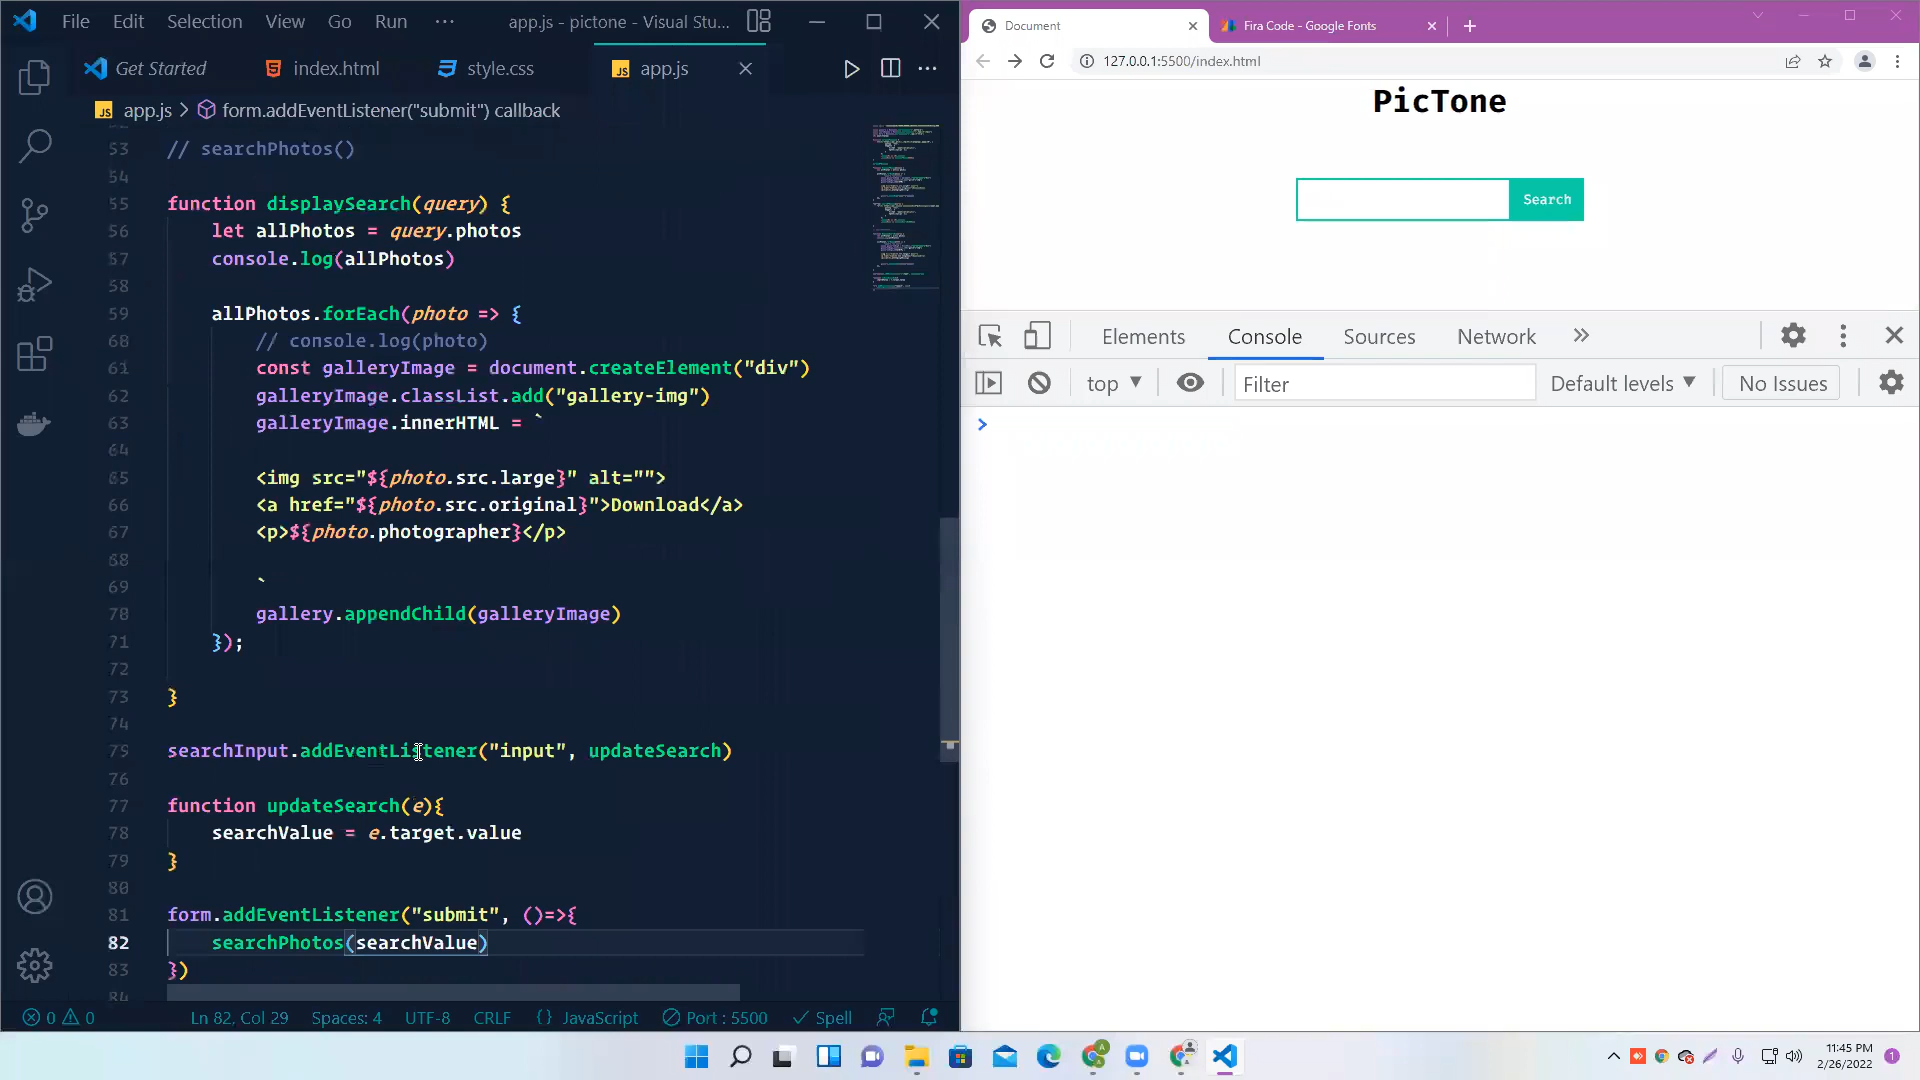 File Edit Selection View Go Run ··· app.js - pictone - Visual Stu...
Get Started index.html style.css app.js
app.js > form.addEventListener("submit") callback
53 // searchPhotos()
54
55 function displaySearch(query) {
56 let allPhotos = query.photos
57 console.log(allPhotos)
58
59 allPhotos.forEach(photo => {
60 // console.log(photo)
61 const galleryImage = document.createElement("div")
62 galleryImage.classList.add("gallery-img")
63 galleryImage.innerHTML = `
64
65 <img src="${photo.src.large}" alt="">
66 <a href="${photo.src.original}">Download</a>
67 <p>${photo.photographer}</p>
68
69 `
70 gallery.appendChild(galleryImage)
71 });
72
73 }
74
79 searchInput.addEventListener("input", updateSearch)
76
77 function updateSearch(e){
78 searchValue = e.target.value
79 }
80
81 form.addEventListener("submit", ()=>{
82 searchPhotos(searchValue)
83 })
84
0 0 Ln 82, Col 29 Spaces: 4 UTF-8 CRLF {} JavaScript Port : 5500 Spell
Document Fira Code - Google Fonts
127.0.0.1:5500/index.html
PicTone
Search
Elements Console Sources Network
top Filter Default levels No Issues
11:45 PM
2/26/2022
1